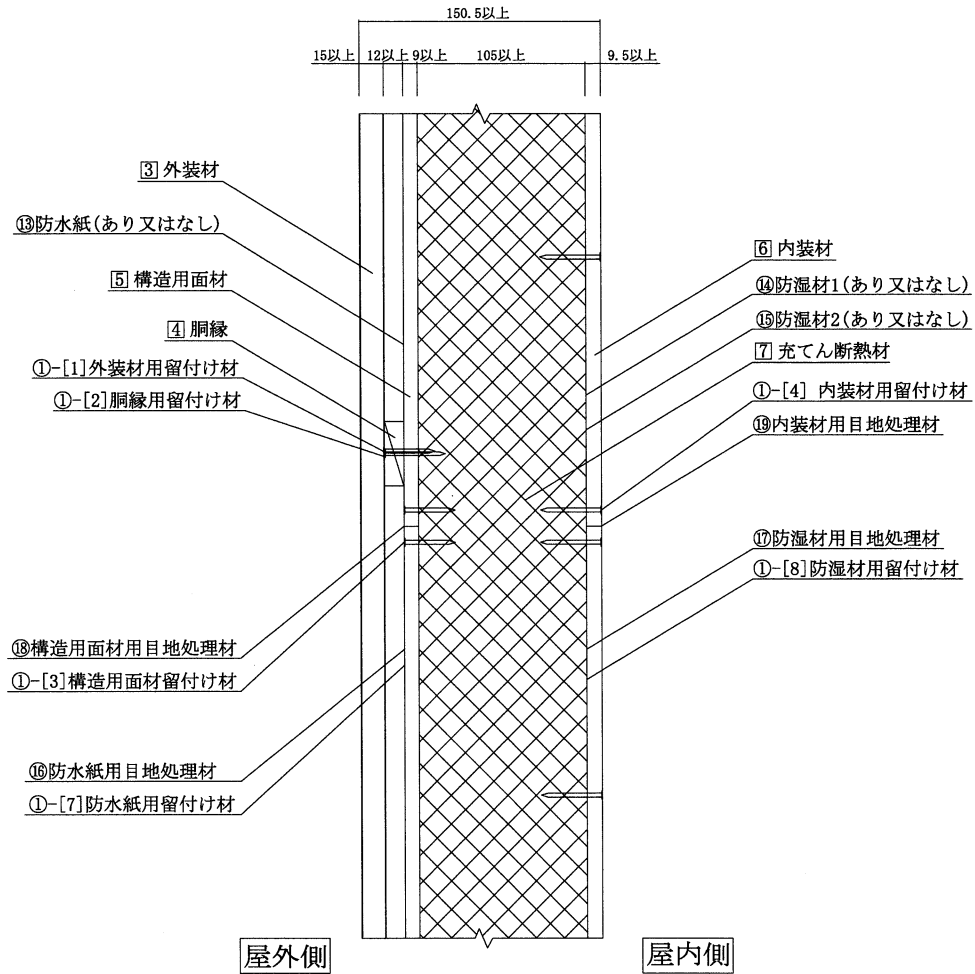 150.5以上
15以上 12以上 9以上 105以上 9.5以上
3 外装材
⑬防水紙(あり又はなし)
5 構造用面材
4 胴縁
①-[1]外装材用留付け材
①-[2]胴縁用留付け材
⑱構造用面材用目地処理材
①-[3]構造用面材留付け材
⑯防水紙用目地処理材
①-[7]防水紙用留付け材
6 内装材
⑭防湿材1(あり又はなし)
⑮防湿材2(あり又はなし)
7 充てん断熱材
①-[4] 内装材用留付け材
⑲内装材用目地処理材
⑰防湿材用目地処理材
①-[8]防湿材用留付け材
屋外側
屋内側